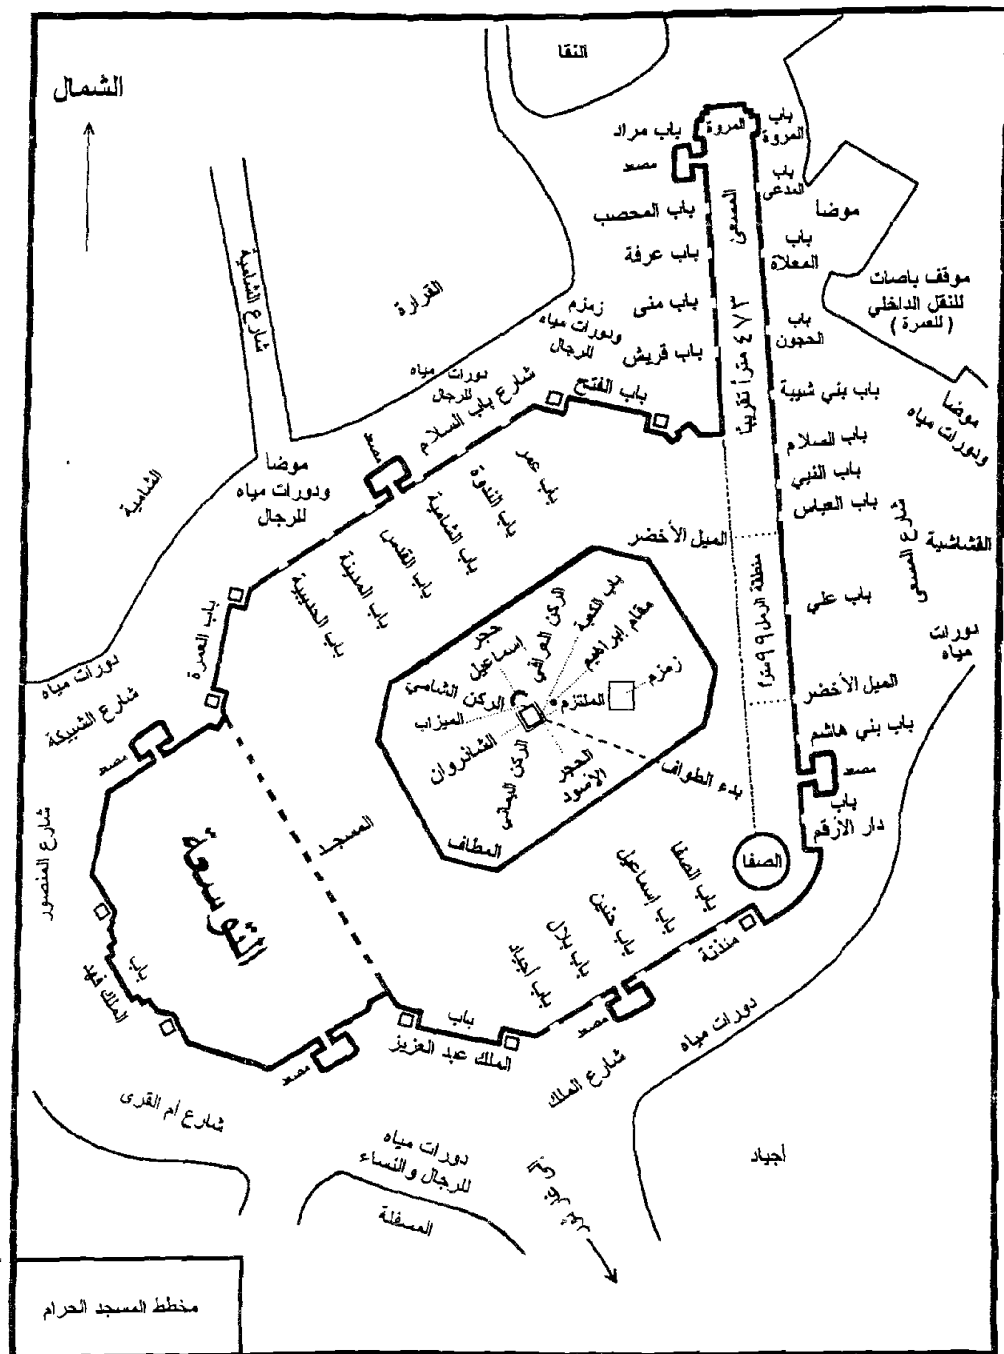 النقا
الشمال
المروة
باب
المروة
باب مراد
مصعد
باب
المدعى
موضأ
باب المحصب
المسعى
باب
المعلاة
باب عرفة
موقف باصات
للنقل الداخلي
( للعمرة )
شارع الشامية
القرارة
باب منى
زمزم
ودورات مياه
للرجال
باب قريش
٤٧٣ متراً تقريباً
باب
الحجون
باب بني شيبة
موضأ
ودورات مياه
دورات مياه
للرجال
شارع باب السلام
باب الفتح
باب السلام
باب النبي
باب العباس
شارع المسعى
القشاشية
الشامية
موضأ
ودورات مياه
للرجال
مصعد
باب عمر
باب الندوة
باب الشامية
باب القدس
باب المدينة
باب الحديبية
الميل الأخضر
منطقة الرمل ٩٩ مترا
باب علي
دورات
مياه
باب العمرة
باب الكعبة
مقام إبراهيم
الركن العراقي
حجر
إسماعيل
الركن الشامي
الميزاب
الملتزم
زمزم
الشاذروان
الركن اليماني
الحجر
الأسود
بدء الطواف
المطاف
الميل الأخضر
باب بني هاشم
مصعد
باب
دار الأرقم
دورات مياه
شارع الشبيكة
مصعد
شارع المنصور
المسجد
التوسعة
الصفا
باب الصفا
باب إسماعيل
باب حنين
باب بلال
باب أجياد
مئذنة
باب
الملك فهد
مصعد
باب
الملك عبد العزيز
مصعد
شارع الملك
دورات مياه
شارع أم القرى
دورات مياه
للرجال والنساء
المسفلة
أجياد
مخطط المسجد الحرام